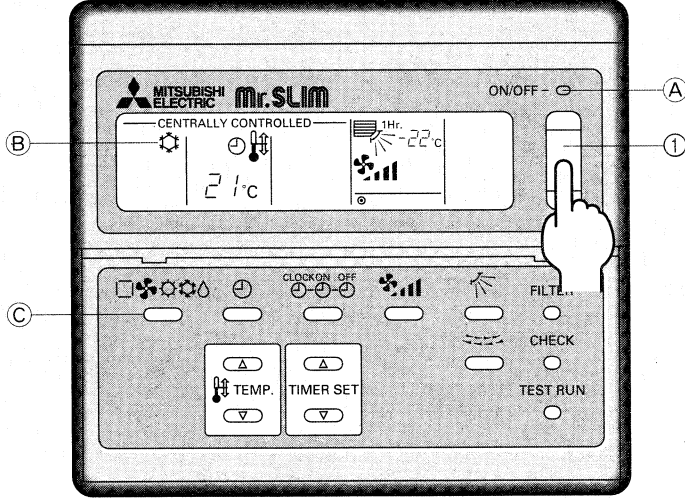 MITSUBISHI ELECTRIC Mr.SLIM
ON/OFF
A
CENTRALLY CONTROLLED
1Hr.
B
-22°C
1
21°C
CLOCK ON OFF
FILTER
C
CHECK
TEMP.
TIMER SET
TEST RUN